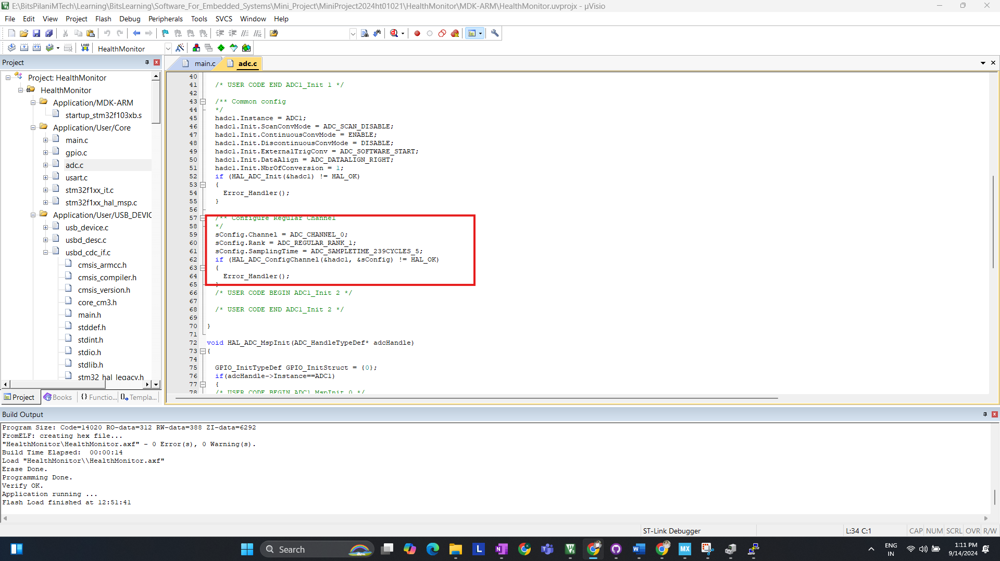 E:\BitsPilaniMTech\Learning\BitsLearning\Software_For_Embedded_Systems\Mini_Project\MiniProject2024ht01021\HealthMonitor\MDK-ARM\HealthMonitor.uvprojx - µVisio
File Edit View Project Flash Debug Peripherals Tools SVCS Window Help
LOAD HealthMonitor
Project
main.c adc.c
Project: HealthMonitor
HealthMonitor
Application/MDK-ARM
startup_stm32f103xb.s
Application/User/Core
main.c
gpio.c
adc.c
usart.c
stm32f1xx_it.c
stm32f1xx_hal_msp.c
Application/User/USB_DEVIC
usb_device.c
usbd_desc.c
usbd_cdc_if.c
cmsis_armcc.h
cmsis_compiler.h
cmsis_version.h
core_cm3.h
main.h
stddef.h
stdint.h
stdio.h
stdlib.h
stm32_hal_legacy.h
Project Books {} Functio... Templa...
40
41 /* USER CODE END ADC1_Init 1 */
42
43 /** Common config
44 */
45 hadc1.Instance = ADC1;
46 hadc1.Init.ScanConvMode = ADC_SCAN_DISABLE;
47 hadc1.Init.ContinuousConvMode = ENABLE;
48 hadc1.Init.DiscontinuousConvMode = DISABLE;
49 hadc1.Init.ExternalTrigConv = ADC_SOFTWARE_START;
50 hadc1.Init.DataAlign = ADC_DATAALIGN_RIGHT;
51 hadc1.Init.NbrOfConversion = 1;
52 if (HAL_ADC_Init(&hadc1) != HAL_OK)
53 {
54 Error_Handler();
55 }
56
57 /** Configure Regular Channel
58 */
59 sConfig.Channel = ADC_CHANNEL_0;
60 sConfig.Rank = ADC_REGULAR_RANK_1;
61 sConfig.SamplingTime = ADC_SAMPLETIME_239CYCLES_5;
62 if (HAL_ADC_ConfigChannel(&hadc1, &sConfig) != HAL_OK)
63 {
64 Error_Handler();
65 }
66 /* USER CODE BEGIN ADC1_Init 2 */
67
68 /* USER CODE END ADC1_Init 2 */
69
70 }
71
72 void HAL_ADC_MspInit(ADC_HandleTypeDef* adcHandle)
73 {
74
75 GPIO_InitTypeDef GPIO_InitStruct = {0};
76 if(adcHandle->Instance==ADC1)
77 {
78 /* USER CODE BEGIN ADC1_MspInit 0 */
Build Output
Program Size: Code=14020 RO-data=312 RW-data=388 ZI-data=6292
FromELF: creating hex file...
"HealthMonitor\HealthMonitor.axf" - 0 Error(s), 0 Warning(s).
Build Time Elapsed:  00:00:14
Load "HealthMonitor\\HealthMonitor.axf"
Erase Done.
Programming Done.
Verify OK.
Application running ...
Flash Load finished at 12:51:41
ST-Link Debugger L:34 C:1 CAP NUM SCRL OVR R/W
Search
L
MX
ENG
IN
1:11 PM
9/14/2024